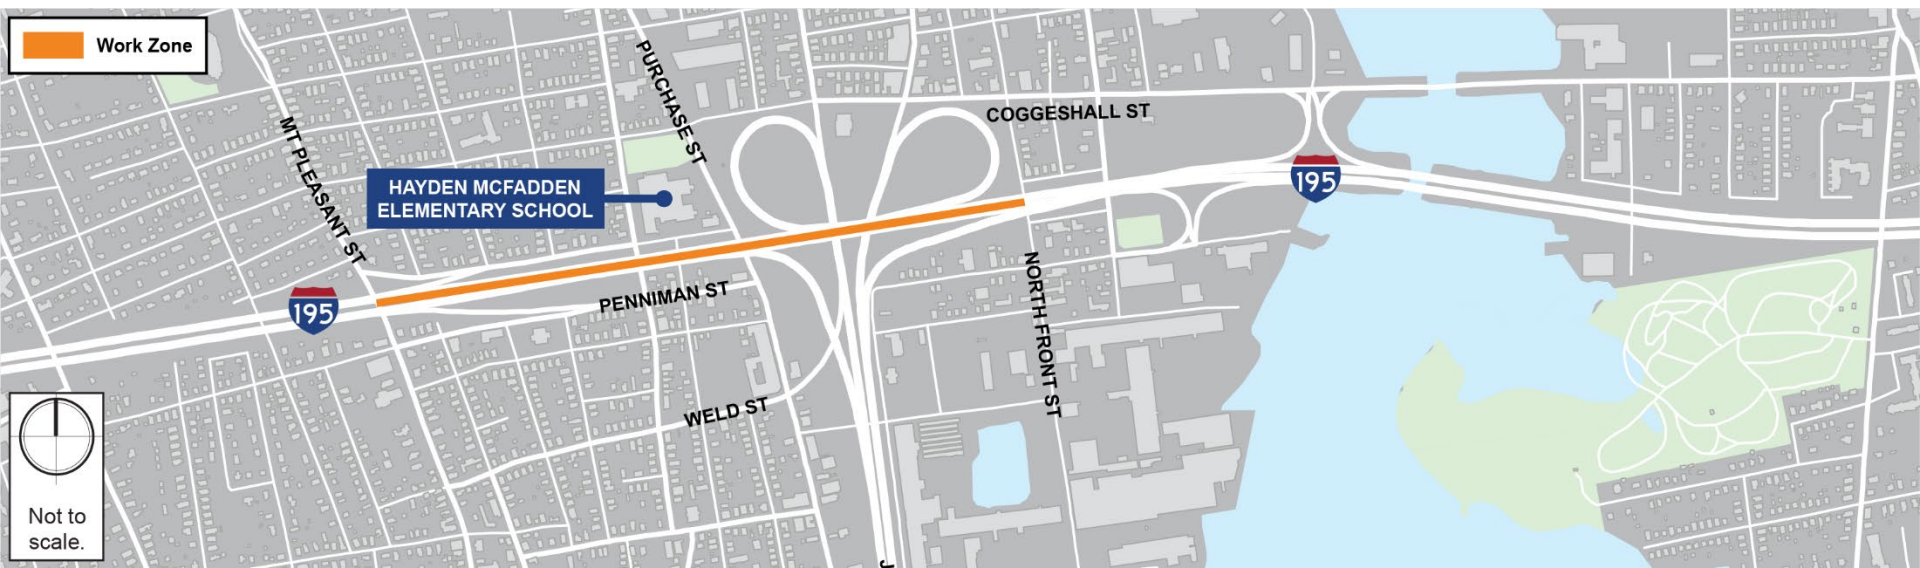 Work Zone
PURCHASE ST
COGGESHALL ST
MT PLEASANT ST
HAYDEN MCFADDEN
ELEMENTARY SCHOOL
195
195
PENNIMAN ST
NORTH FRONT ST
WELD ST
Not to
scale.
J